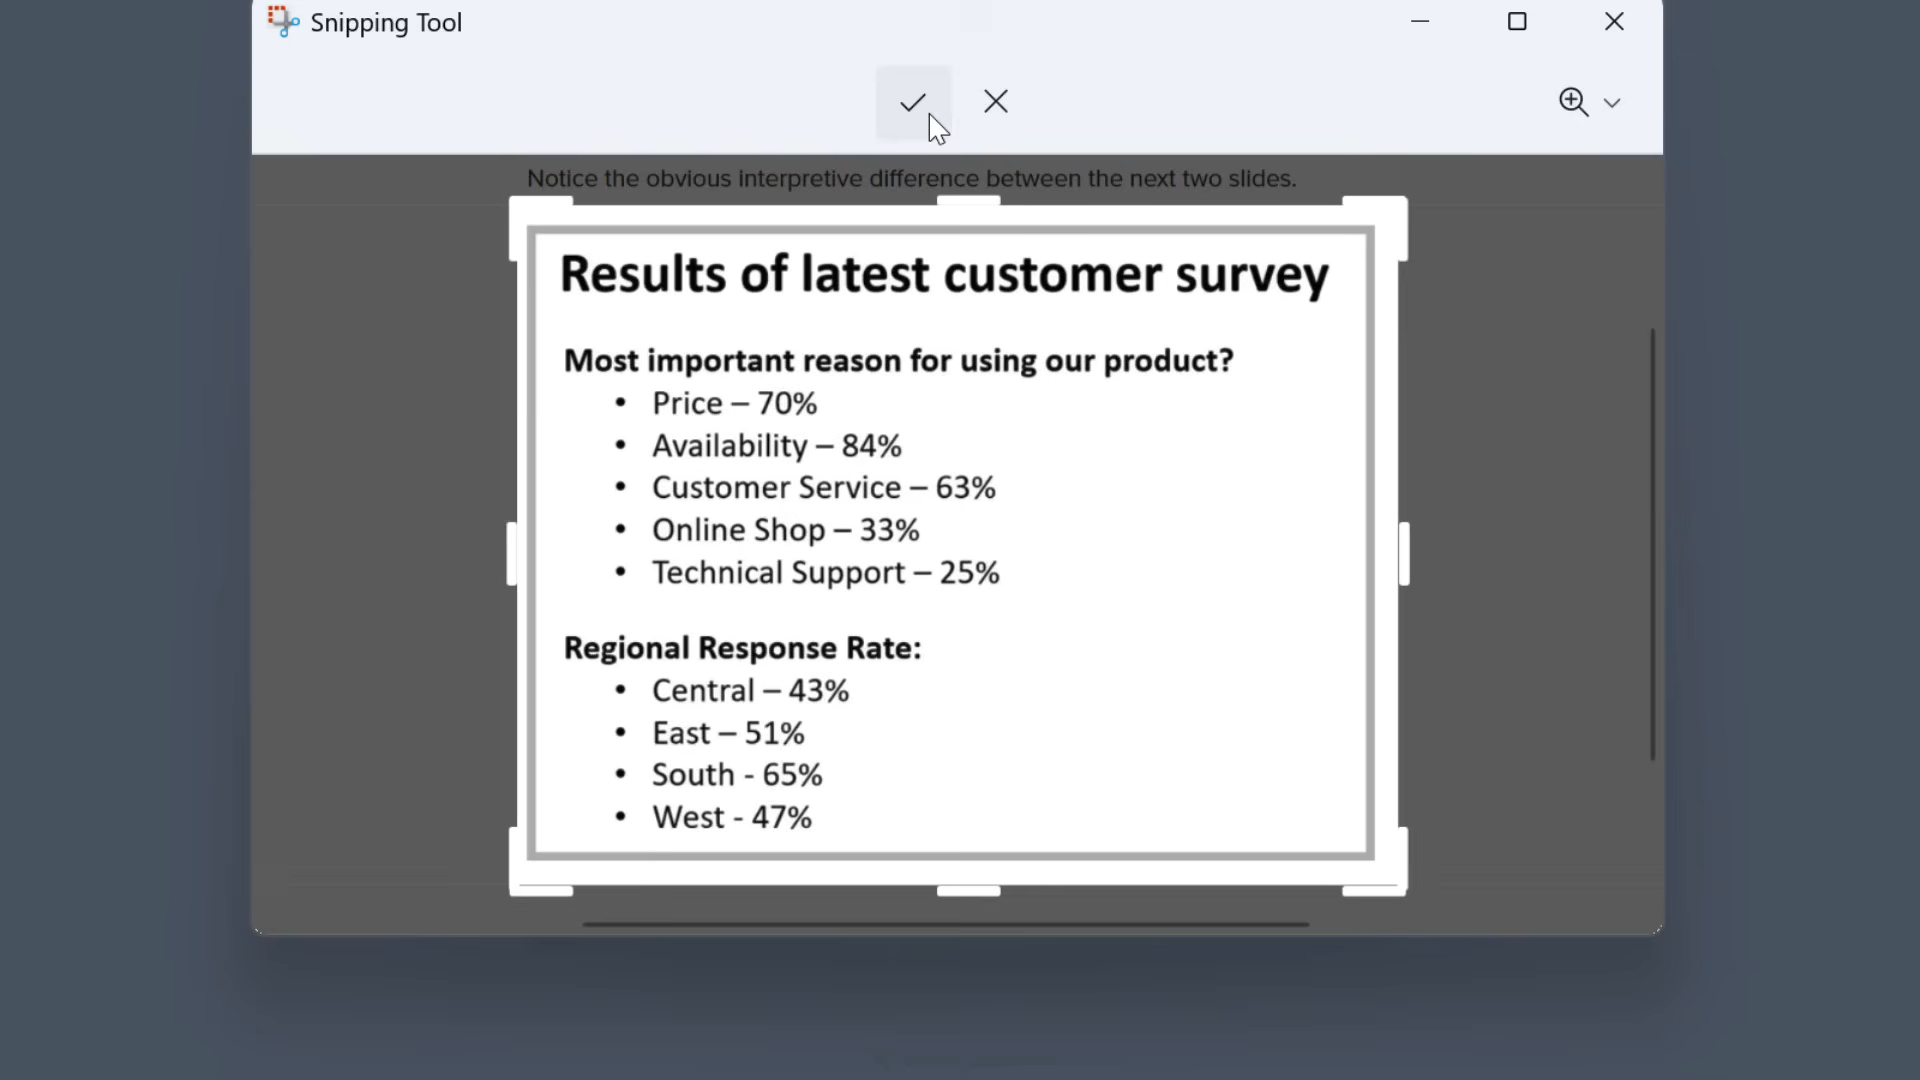 Snipping Tool
Notice the obvious interpretive difference between the next two slides.
Results of latest customer survey
Most important reason for using our product?
• Price – 70%
• Availability – 84%
• Customer Service – 63%
• Online Shop – 33%
• Technical Support – 25%
Regional Response Rate:
• Central – 43%
• East – 51%
• South - 65%
• West - 47%